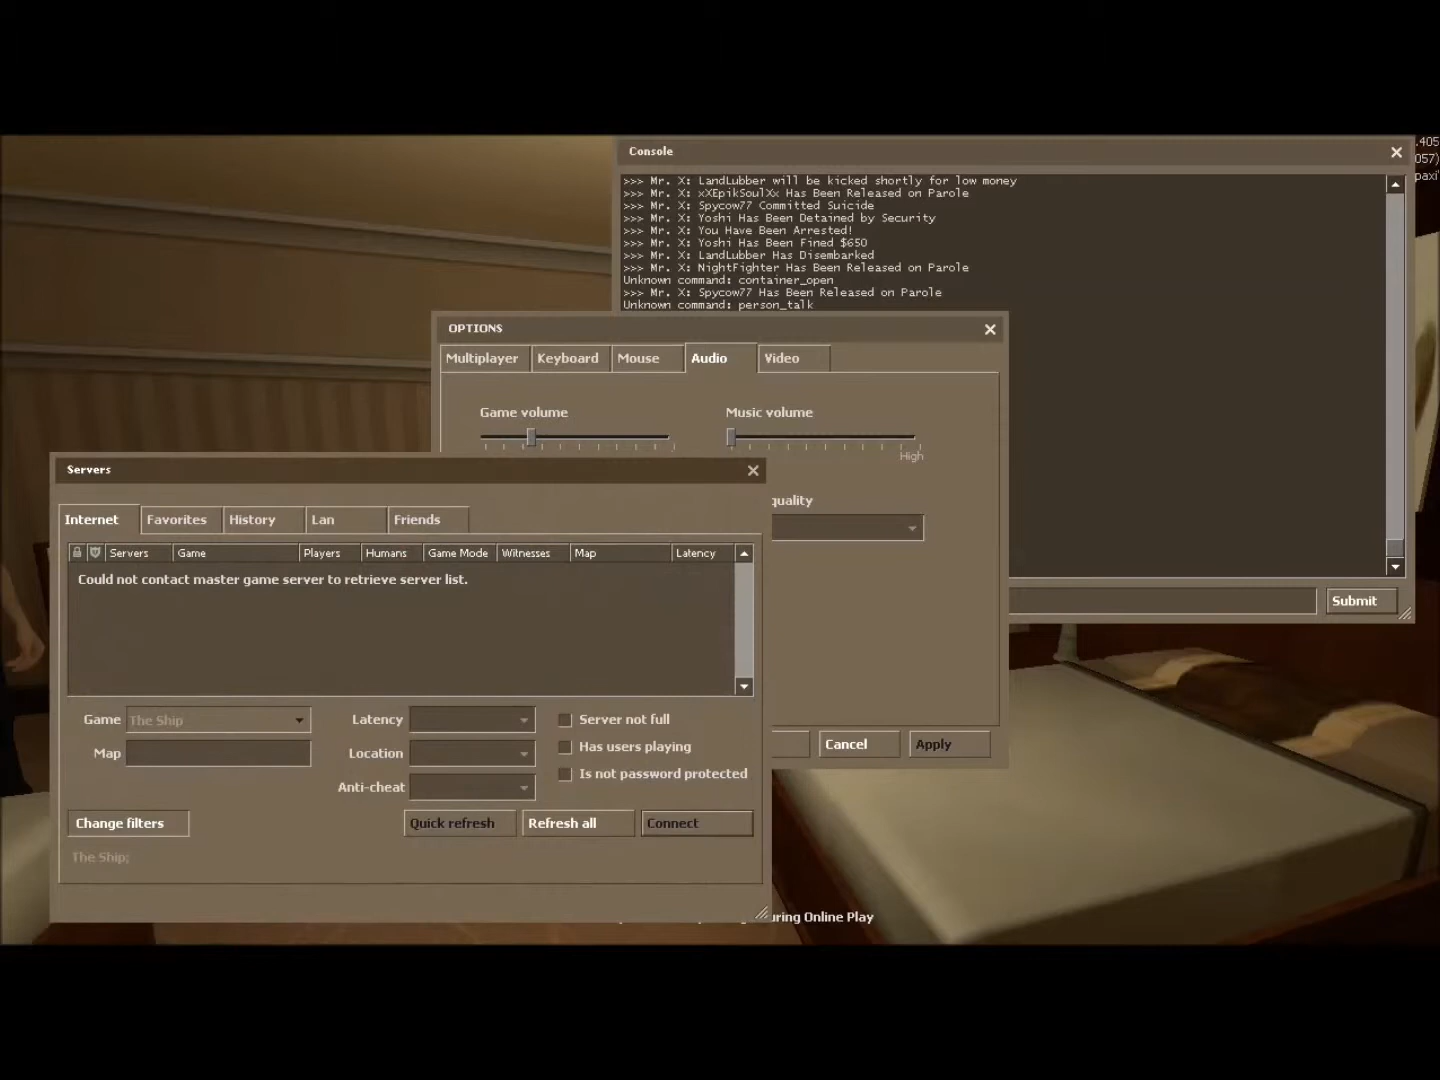 Console
.405
057)
paxi'
>>> Mr. X: LandLubber will be kicked shortly for low money
>>> Mr. X: xXEpikSoulXx Has Been Released on Parole
>>> Mr. X: Spycow77 Committed Suicide
>>> Mr. X: Yoshi Has Been Detained by Security
>>> Mr. X: You Have Been Arrested!
>>> Mr. X: Yoshi Has Been Fined $650
>>> Mr. X: LandLubber Has Disembarked
>>> Mr. X: NightFighter Has Been Released on Parole
Unknown command: container_open
>>> Mr. X: Spycow77 Has Been Released on Parole
Unknown command: person_talk
Submit
OPTIONS
Multiplayer Keyboard Mouse Audio Video
Game volume Music volume
High
quality
Cancel Apply
Servers
Internet Favorites History Lan Friends
Servers Game Players Humans Game Mode Witnesses Map Latency
Could not contact master game server to retrieve server list.
Game The Ship Latency Server not full
Map Location Has users playing
Anti-cheat Is not password protected
Change filters Quick refresh Refresh all Connect
The Ship;
uring Online Play